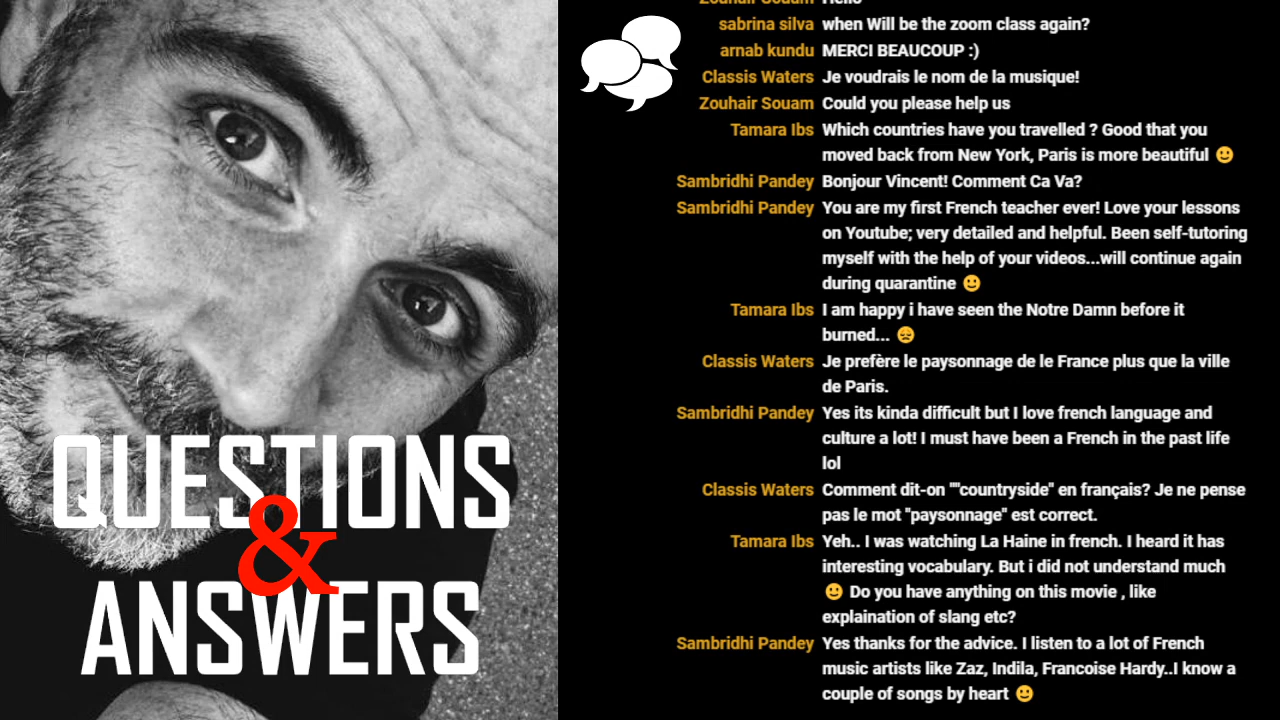 QUESTIONS
&
ANSWERS
Zouhair Souam Hello
sabrina silva when Will be the zoom class again?
arnab kundu MERCI BEAUCOUP :)
Classis Waters Je voudrais le nom de la musique!
Zouhair Souam Could you please help us
Tamara Ibs Which countries have you travelled ? Good that you
moved back from New York, Paris is more beautiful 🙂
Sambridhi Pandey Bonjour Vincent! Comment Ca Va?
Sambridhi Pandey You are my first French teacher ever! Love your lessons
on Youtube; very detailed and helpful. Been self-tutoring
myself with the help of your videos...will continue again
during quarantine 🙂
Tamara Ibs I am happy i have seen the Notre Damn before it
burned... 😞
Classis Waters Je prefère le paysonnage de le France plus que la ville
de Paris.
Sambridhi Pandey Yes its kinda difficult but I love french language and
culture a lot! I must have been a French in the past life
lol
Classis Waters Comment dit-on ""countryside" en français? Je ne pense
pas le mot "paysonnage" est correct.
Tamara Ibs Yeh.. I was watching La Haine in french. I heard it has
interesting vocabulary. But i did not understand much
🙂 Do you have anything on this movie , like
explaination of slang etc?
Sambridhi Pandey Yes thanks for the advice. I listen to a lot of French
music artists like Zaz, Indila, Francoise Hardy..I know a
couple of songs by heart 🙂